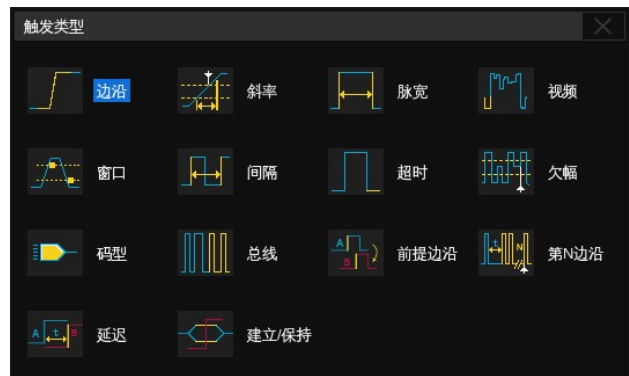 触发类型
边沿 斜率 脉宽 视频
窗口 间隔 超时 欠幅
码型 总线 A B 前提边沿 t N 第N边沿
A t B 延迟 建立/保持